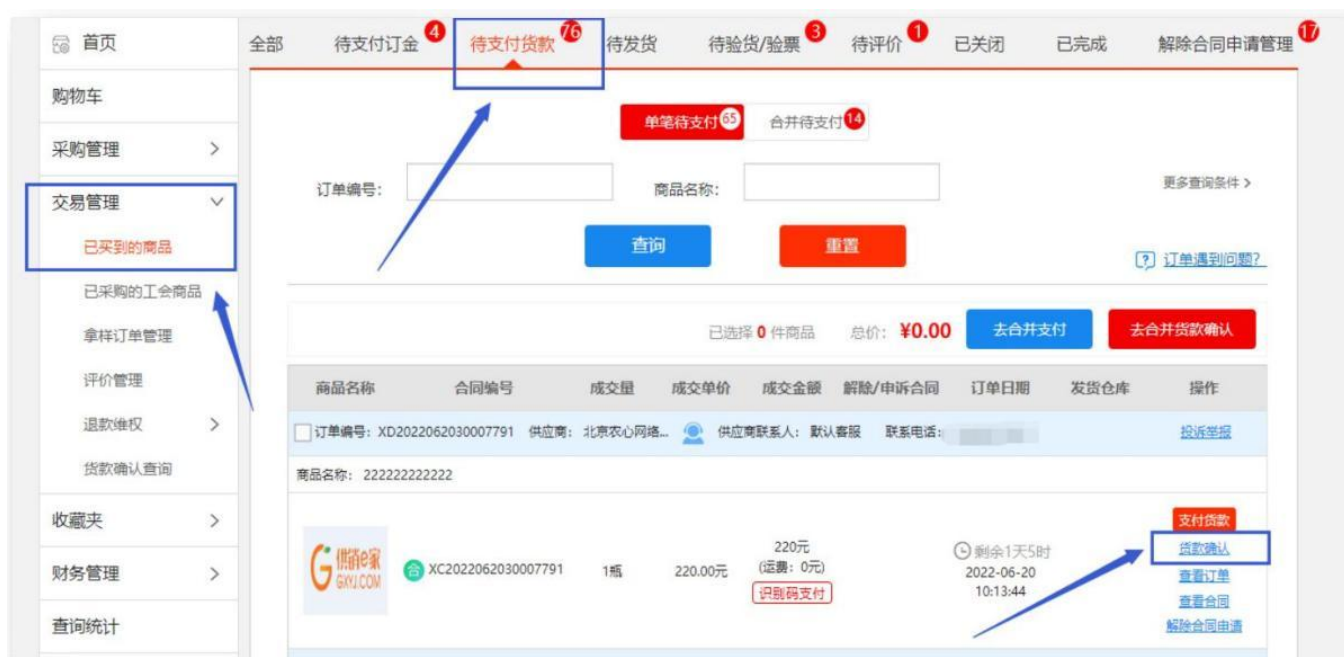 首页
购物车
采购管理
交易管理
已买到的商品
已采购的工会商品
拿样订单管理
评价管理
退款维权
货款确认查询
收藏夹
财务管理
查询统计
全部 待支付订金 4 待支付货款 76 待发货 待验货/验票 3 待评价 1 已关闭 已完成 解除合同申请管理 17
单笔待支付 65 合并待支付 14
订单编号: 商品名称: 更多查询条件 >
查询 重置
? 订单遇到问题?
已选择 0 件商品 总价: ¥0.00 去合并支付 去合并货款确认
商品名称 合同编号 成交量 成交单价 成交金额 解除/申诉合同 订单日期 发货仓库 操作
订单编号: XD2022062030007791 供应商: 北京农心网络... 供应商联系人: 默认客服 联系电话: 投诉举报
商品名称: 222222222222
供销e家
GXYJ.COM
合 XC2022062030007791 1瓶 220.00元
220元
(运费: 0元)
识别码支付
剩余1天5时
2022-06-20
10:13:44
支付货款
货款确认
查看订单
查看合同
解除合同申请